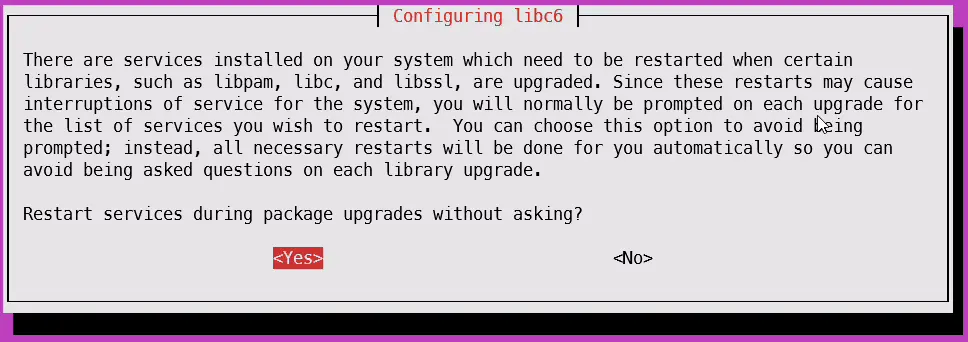 Configuring libc6
There are services installed on your system which need to be restarted when certain
libraries, such as libpam, libc, and libssl, are upgraded. Since these restarts may cause
interruptions of service for the system, you will normally be prompted on each upgrade for
the list of services you wish to restart.  You can choose this option to avoid being
prompted; instead, all necessary restarts will be done for you automatically so you can
avoid being asked questions on each library upgrade.
Restart services during package upgrades without asking?
<Yes> <No>